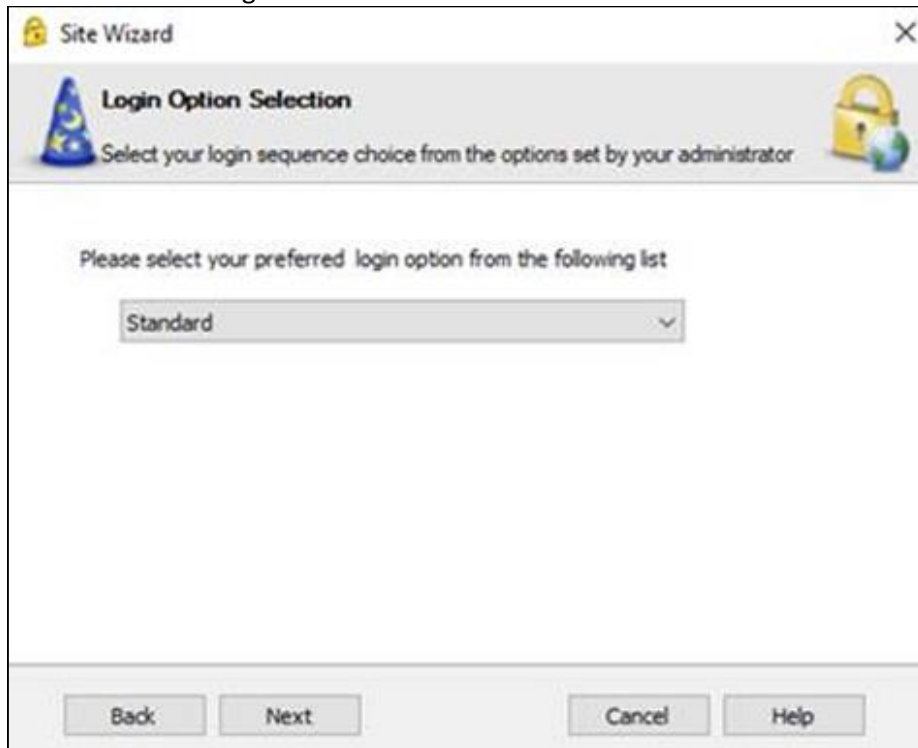 Site Wizard
Login Option Selection
Select your login sequence choice from the options set by your administrator
Please select your preferred login option from the following list
Standard
Back Next Cancel Help